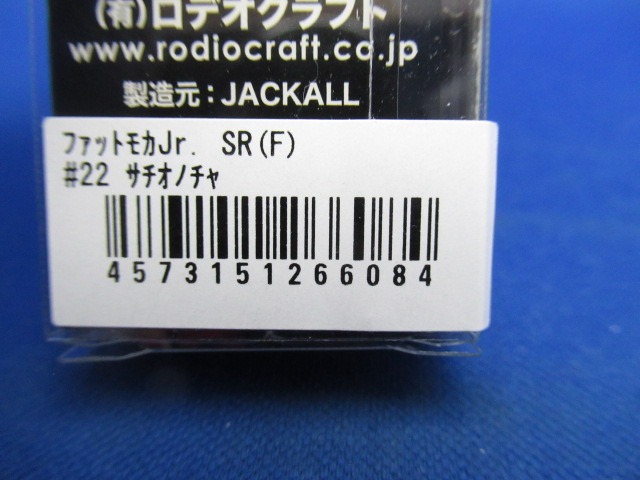 (有)ロデオクラフト
www.rodiocraft.co.jp
製造元：JACKALL
ﾌｧｯﾄﾓｶJr. SR(F)
#22 ｻﾁｵﾉﾁｬ
4573151266084